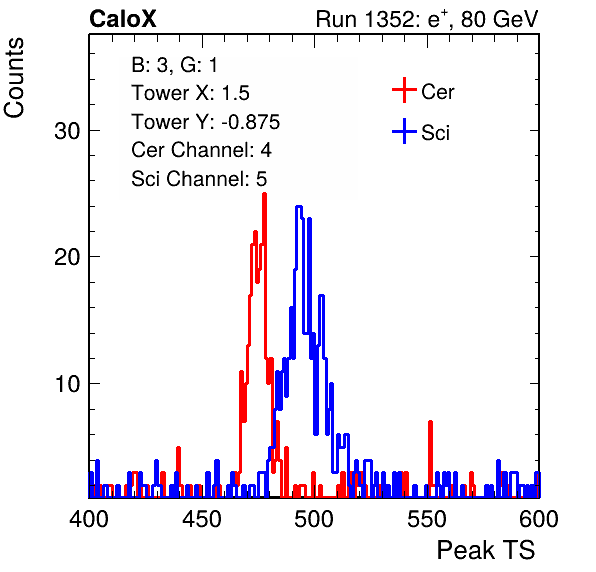 CaloX Run 1352: e+, 80 GeV
Counts
B: 3, G: 1
Tower X: 1.5
Tower Y: -0.875
Cer Channel: 4
Sci Channel: 5
Cer
Sci
30
20
10
400 450 500 550 600
Peak TS